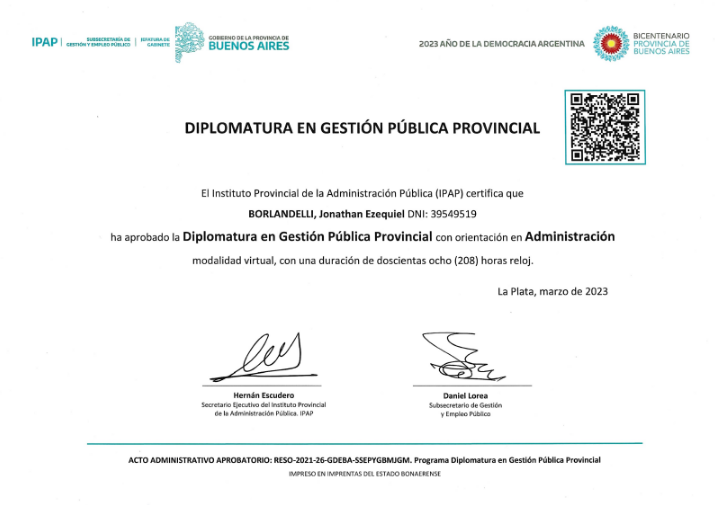 IPAP
SUBSECRETARÍA DE
GESTIÓN Y EMPLEO PÚBLICO
JEFATURA DE
GABINETE
GOBIERNO DE LA PROVINCIA DE
BUENOS AIRES
2023 AÑO DE LA DEMOCRACIA ARGENTINA
BICENTENARIO
PROVINCIA DE
BUENOS AIRES
DIPLOMATURA EN GESTIÓN PÚBLICA PROVINCIAL
El Instituto Provincial de la Administración Pública (IPAP) certifica que
BORLANDELLI, Jonathan Ezequiel DNI: 39549519
ha aprobado la Diplomatura en Gestión Pública Provincial con orientación en Administración
modalidad virtual, con una duración de doscientas ocho (208) horas reloj.
La Plata, marzo de 2023
Hernán Escudero
Secretario Ejecutivo del Instituto Provincial
de la Administración Pública. IPAP
Daniel Lorea
Subsecretario de Gestión
y Empleo Público
ACTO ADMINISTRATIVO APROBATORIO: RESO-2021-26-GDEBA-SSEPYGBMJGM. Programa Diplomatura en Gestión Pública Provincial
IMPRESO EN IMPRENTAS DEL ESTADO BONAERENSE